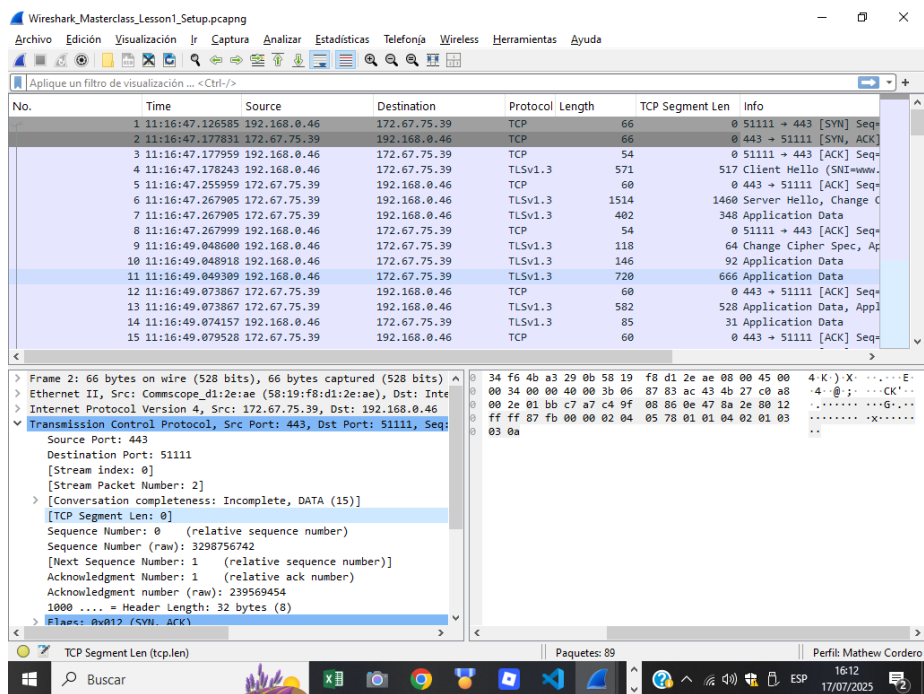 Wireshark_Masterclass_Lesson1_Setup.pcapng
Archivo Edición Visualización Ir Captura Analizar Estadísticas Telefonía Wireless Herramientas Ayuda
Aplique un filtro de visualización ... <Ctrl-/>
No. Time Source Destination Protocol Length TCP Segment Len Info
1 11:16:47.126585 192.168.0.46 172.67.75.39 TCP 66 0 51111 → 443 [SYN] Seq=
2 11:16:47.177831 172.67.75.39 192.168.0.46 TCP 66 0 443 → 51111 [SYN, ACK]
3 11:16:47.177959 192.168.0.46 172.67.75.39 TCP 54 0 51111 → 443 [ACK] Seq=
4 11:16:47.178243 192.168.0.46 172.67.75.39 TLSv1.3 571 517 Client Hello (SNI=www.
5 11:16:47.255959 172.67.75.39 192.168.0.46 TCP 60 0 443 → 51111 [ACK] Seq=
6 11:16:47.267905 172.67.75.39 192.168.0.46 TLSv1.3 1514 1460 Server Hello, Change C
7 11:16:47.267905 172.67.75.39 192.168.0.46 TLSv1.3 402 348 Application Data
8 11:16:47.267999 192.168.0.46 172.67.75.39 TCP 54 0 51111 → 443 [ACK] Seq=
9 11:16:49.048600 192.168.0.46 172.67.75.39 TLSv1.3 118 64 Change Cipher Spec, Ap
10 11:16:49.048918 192.168.0.46 172.67.75.39 TLSv1.3 146 92 Application Data
11 11:16:49.049309 192.168.0.46 172.67.75.39 TLSv1.3 720 666 Application Data
12 11:16:49.073867 172.67.75.39 192.168.0.46 TCP 60 0 443 → 51111 [ACK] Seq=
13 11:16:49.073867 172.67.75.39 192.168.0.46 TLSv1.3 582 528 Application Data, Appl
14 11:16:49.074157 192.168.0.46 172.67.75.39 TLSv1.3 85 31 Application Data
15 11:16:49.079528 172.67.75.39 192.168.0.46 TCP 60 0 443 → 51111 [ACK] Seq=
Frame 2: 66 bytes on wire (528 bits), 66 bytes captured (528 bits)
Ethernet II, Src: Commscope_d1:2e:ae (58:19:f8:d1:2e:ae), Dst: Inte
Internet Protocol Version 4, Src: 172.67.75.39, Dst: 192.168.0.46
Transmission Control Protocol, Src Port: 443, Dst Port: 51111, Seq:
Source Port: 443
Destination Port: 51111
[Stream index: 0]
[Stream Packet Number: 2]
[Conversation completeness: Incomplete, DATA (15)]
[TCP Segment Len: 0]
Sequence Number: 0 (relative sequence number)
Sequence Number (raw): 3298756742
[Next Sequence Number: 1 (relative sequence number)]
Acknowledgment Number: 1 (relative ack number)
Acknowledgment number (raw): 239569454
1000 .... = Header Length: 32 bytes (8)
Flags: 0x012 (SYN, ACK)
0 34 f6 4b a3 29 0b 58 19 f8 d1 2e ae 08 00 45 00 4·K·)·X· ··.···E·
0 00 34 00 00 40 00 3b 06 87 83 ac 43 4b 27 c0 a8 ·4··@·;· ···CK'··
0 00 2e 01 bb c7 a7 c4 9f 08 86 0e 47 8a 2e 80 12 ·.······ ···G·.··
0 ff ff 87 fb 00 00 02 04 05 78 01 01 04 02 01 03 ········ ·x······
0 03 0a ··
TCP Segment Len (tcp.len)
Paquetes: 89
Perfil: Mathew Cordero
Buscar
ESP
16:12
17/07/2025
2